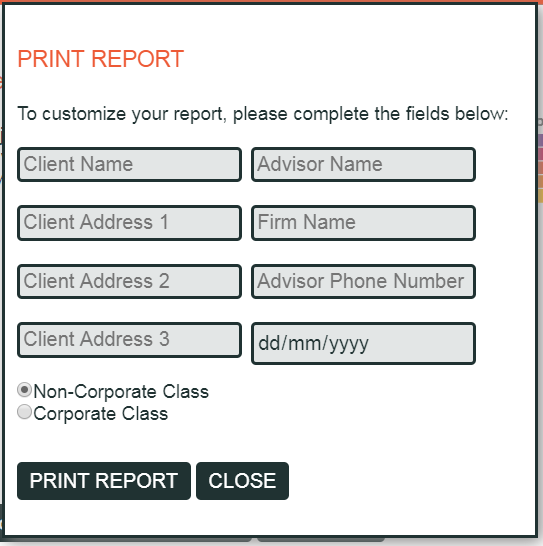 PRINT REPORT
To customize your report, please complete the fields below:
Client Name Advisor Name
Client Address 1 Firm Name
Client Address 2 Advisor Phone Number
Client Address 3 dd/mm/yyyy
Non-Corporate Class
Corporate Class
PRINT REPORT CLOSE